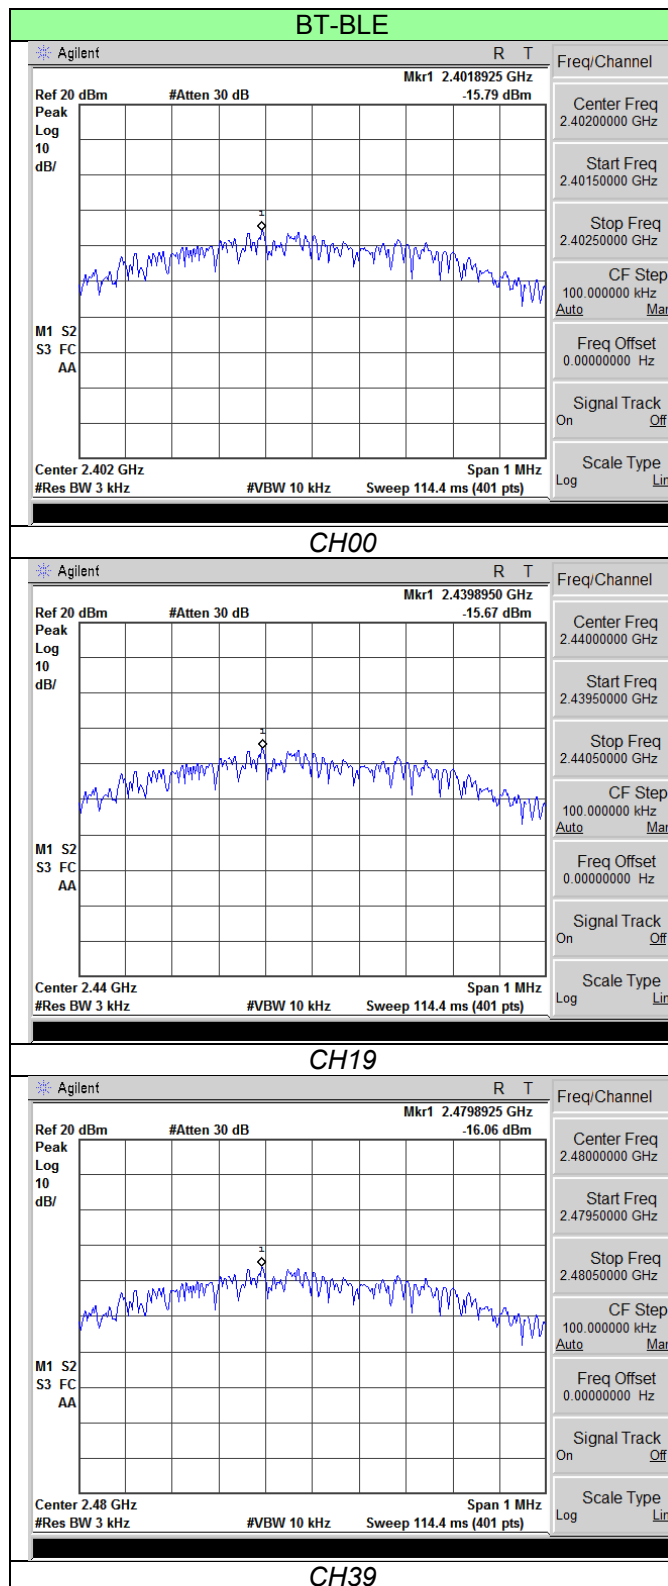 BT-BLE
Agilent R T
Mkr1 2.4018925 GHz
Ref 20 dBm #Atten 30 dB -15.79 dBm
Peak
Log
10
dB/
1
M1 S2
S3 FC
AA
Center 2.402 GHz Span 1 MHz
#Res BW 3 kHz #VBW 10 kHz Sweep 114.4 ms (401 pts)
Freq/Channel
Center Freq
2.40200000 GHz
Start Freq
2.40150000 GHz
Stop Freq
2.40250000 GHz
CF Step
100.000000 kHz
Auto Man
Freq Offset
0.00000000 Hz
Signal Track
On Off
Scale Type
Log Lin
CH00
Agilent R T
Mkr1 2.4398950 GHz
Ref 20 dBm #Atten 30 dB -15.67 dBm
Peak
Log
10
dB/
1
M1 S2
S3 FC
AA
Center 2.44 GHz Span 1 MHz
#Res BW 3 kHz #VBW 10 kHz Sweep 114.4 ms (401 pts)
Freq/Channel
Center Freq
2.44000000 GHz
Start Freq
2.43950000 GHz
Stop Freq
2.44050000 GHz
CF Step
100.000000 kHz
Auto Man
Freq Offset
0.00000000 Hz
Signal Track
On Off
Scale Type
Log Lin
CH19
Agilent R T
Mkr1 2.4798925 GHz
Ref 20 dBm #Atten 30 dB -16.06 dBm
Peak
Log
10
dB/
1
M1 S2
S3 FC
AA
Center 2.48 GHz Span 1 MHz
#Res BW 3 kHz #VBW 10 kHz Sweep 114.4 ms (401 pts)
Freq/Channel
Center Freq
2.48000000 GHz
Start Freq
2.47950000 GHz
Stop Freq
2.48050000 GHz
CF Step
100.000000 kHz
Auto Man
Freq Offset
0.00000000 Hz
Signal Track
On Off
Scale Type
Log Lin
CH39